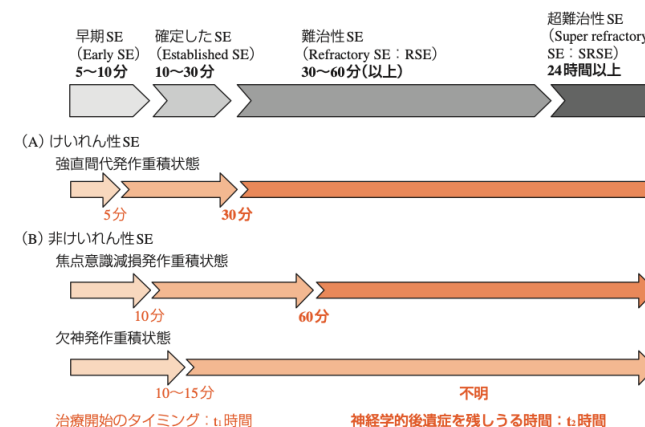 早期SE
(Early SE)
5〜10分
確定したSE
(Established SE)
10〜30分
難治性SE
(Refractory SE:RSE)
30〜60分(以上)
超難治性SE
(Super refractory
SE:SRSE)
24時間以上
(A) けいれん性SE
強直間代発作重積状態
5分
30分
(B) 非けいれん性SE
焦点意識減損発作重積状態
10分
60分
欠神発作重積状態
10〜15分
不明
治療開始のタイミング:t₁時間
神経学的後遺症を残しうる時間:t₂時間